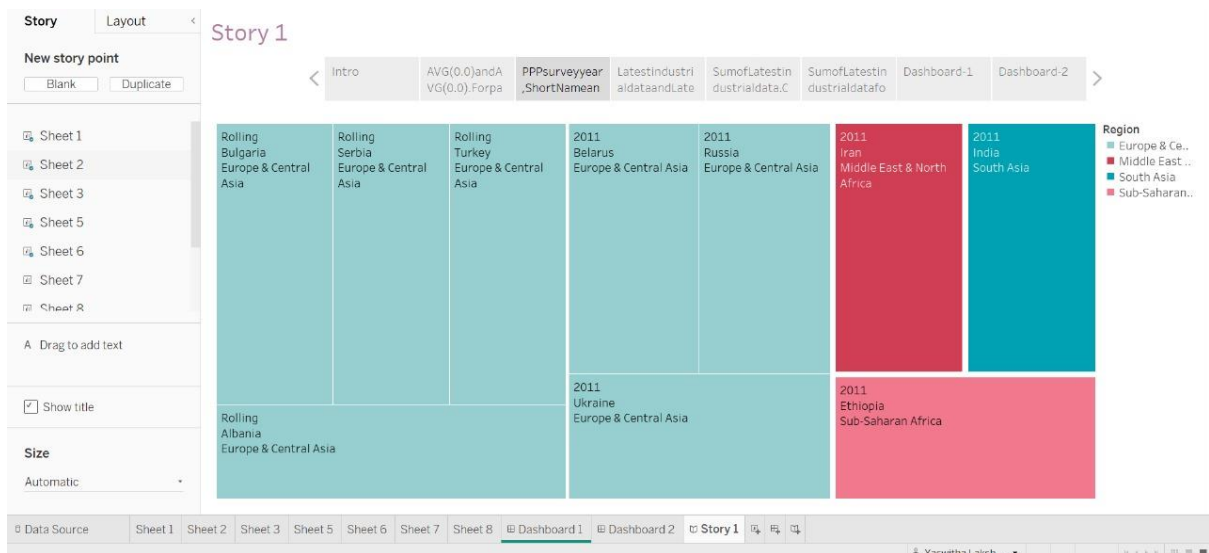 Story
Layout
New story point
Blank
Duplicate
Sheet 1
Sheet 2
Sheet 3
Sheet 5
Sheet 6
Sheet 7
Sheet 8
A Drag to add text
Show title
Size
Automatic
Story 1
Intro
AVG(0.0)andA
VG(0.0).Forpa
PPPsurveyyear
,ShortNamean
Latestindustri
aldataandLate
SumofLatestin
dustrialdata.C
SumofLatestin
dustrialdatafo
Dashboard-1
Dashboard-2
Rolling
Bulgaria
Europe & Central
Asia
Rolling
Serbia
Europe & Central
Asia
Rolling
Turkey
Europe & Central
Asia
2011
Belarus
Europe & Central Asia
2011
Russia
Europe & Central Asia
2011
Iran
Middle East & North
Africa
2011
India
South Asia
Rolling
Albania
Europe & Central Asia
2011
Ukraine
Europe & Central Asia
2011
Ethiopia
Sub-Saharan Africa
Region
Europe & Ce..
Middle East ..
South Asia
Sub-Saharan..
Data Source
Sheet 1
Sheet 2
Sheet 3
Sheet 5
Sheet 6
Sheet 7
Sheet 8
Dashboard 1
Dashboard 2
Story 1